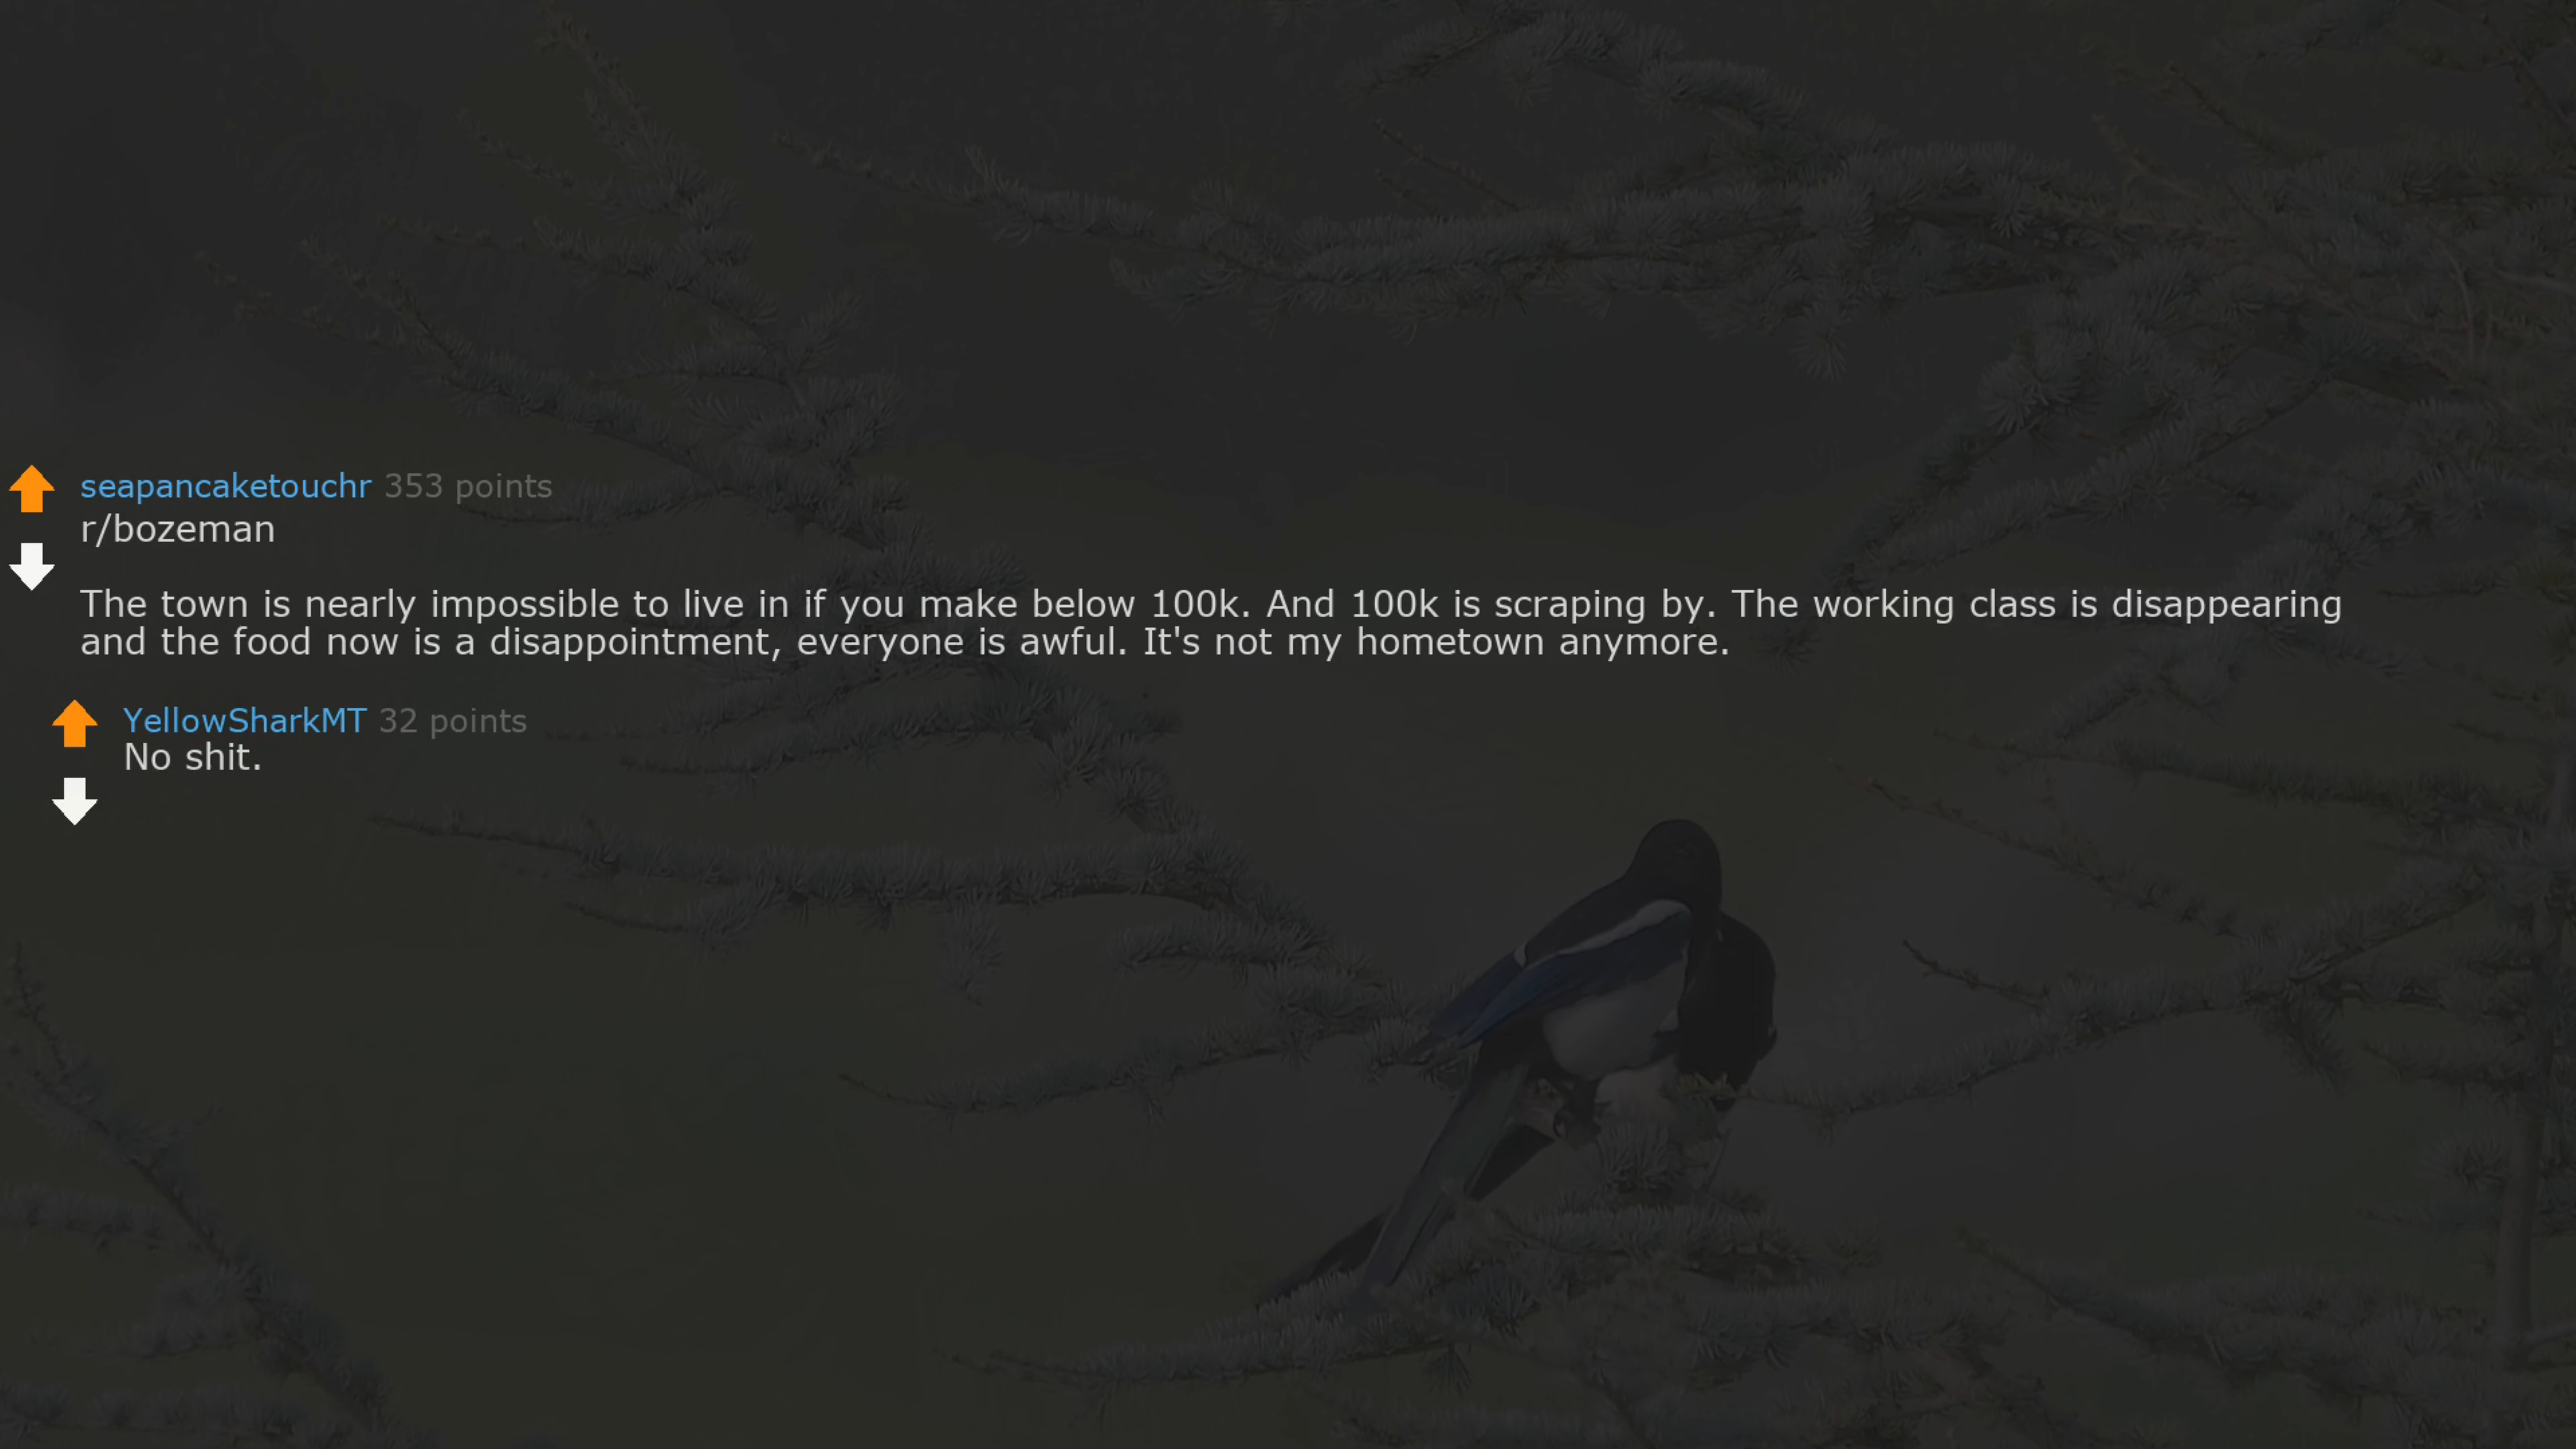 seapancaketouchr 353 points
r/bozeman
The town is nearly impossible to live in if you make below 100k. And 100k is scraping by. The working class is disappearing
and the food now is a disappointment, everyone is awful. It's not my hometown anymore.
YellowSharkMT 32 points
No shit.